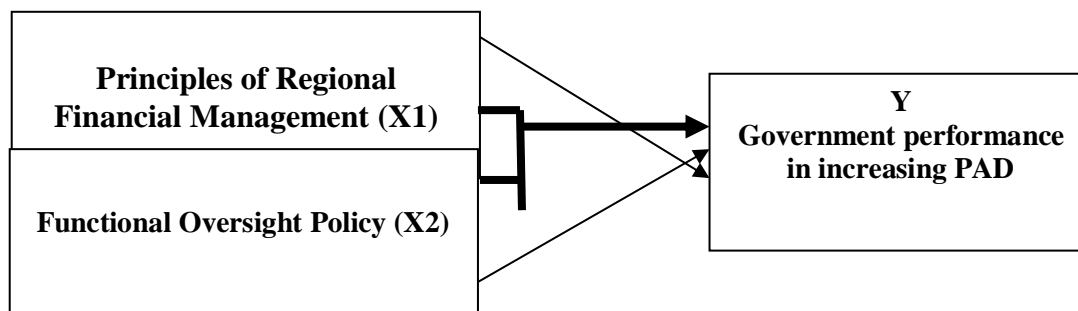 Principles of Regional
Financial Management (X1)
Functional Oversight Policy (X2)
Y
Government performance
in increasing PAD